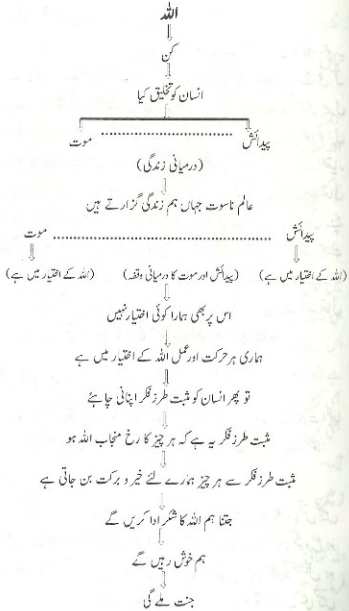 اللہ
کن
انسان کو تخلیق کیا
پیدائش موت
(درمیانی زندگی)
عالم ناسوت جہاں ہم زندگی گزارتے ہیں
پیدائش موت
(اللہ کے اختیار میں ہے) (پیدائش اور موت کا درمیانی وقفہ) (اللہ کے اختیار میں ہے)
اس پر بھی ہمارا کوئی اختیار نہیں
ہماری ہر حرکت اور عمل اللہ کے اختیار میں ہے
تو پھر انسان کو مثبت طرز فکر اپنانی چاہئے
مثبت طرز فکر یہ ہے کہ ہر چیز کا رخ منجاب اللہ ہو
مثبت طرز فکر سے ہر چیز ہمارے لئے خیر و برکت بن جاتی ہے
جتنا ہم اللہ کا شکر ادا کریں گے
ہم خوش رہیں گے
جنت ملے گی